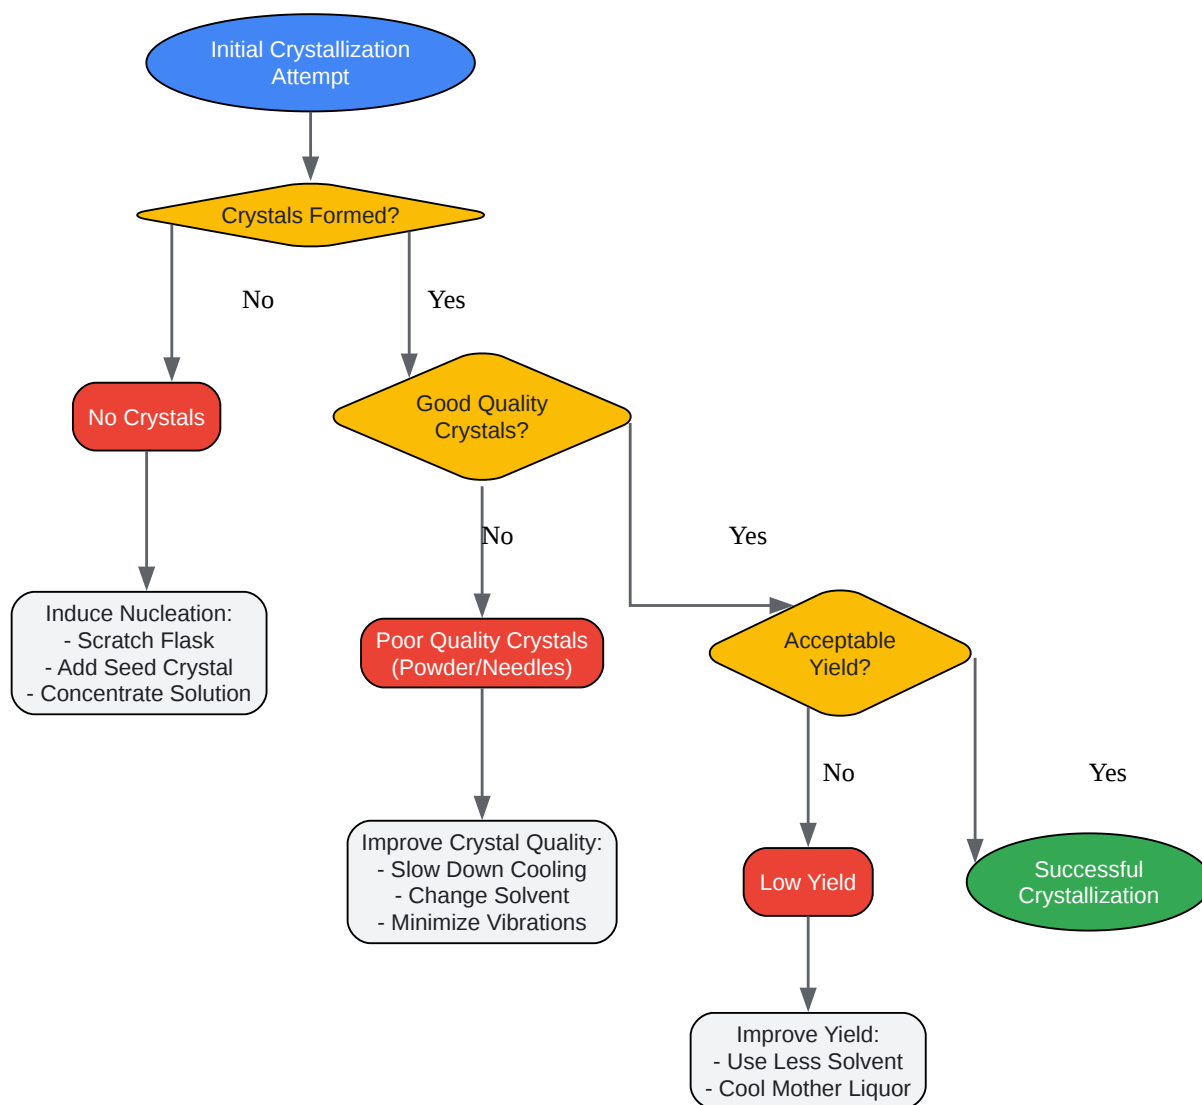 Initial Crystallization
Attempt
Crystals Formed?
No
Yes
No Crystals
Good Quality
Crystals?
No
Yes
Induce Nucleation:
- Scratch Flask
- Add Seed Crystal
- Concentrate Solution
Poor Quality Crystals
(Powder/Needles)
Acceptable
Yield?
No
Yes
Improve Crystal Quality:
- Slow Down Cooling
- Change Solvent
- Minimize Vibrations
Low Yield
Successful
Crystallization
Improve Yield:
- Use Less Solvent
- Cool Mother Liquor